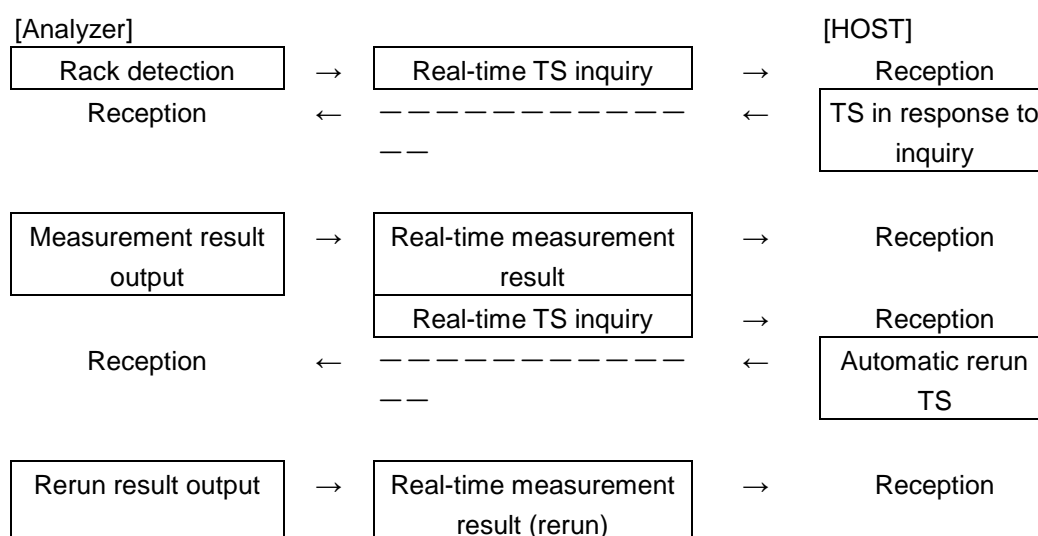 [Analyzer] [HOST]
Rack detection → Real-time TS inquiry → Reception
Reception ← ――――――――――― ← TS in response to
―― inquiry
Measurement result → Real-time measurement → Reception
output result
Real-time TS inquiry → Reception
Reception ← ――――――――――― ← Automatic rerun
―― TS
Rerun result output → Real-time measurement → Reception
result (rerun)